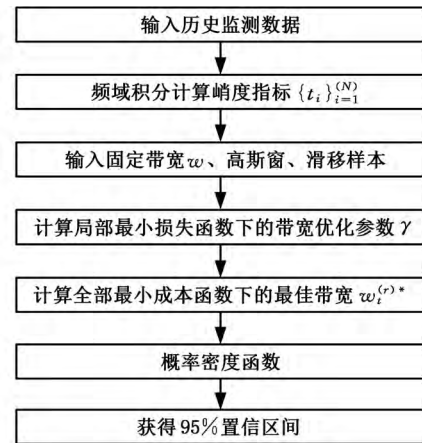 输入历史监测数据
频域积分计算峭度指标 {t_i}_{i=1}^{(N)}
输入固定带宽w、高斯窗、滑移样本
计算局部最小损失函数下的带宽优化参数γ
计算全部最小成本函数下的最佳带宽 w_t^{(r)*}
概率密度函数
获得95%置信区间